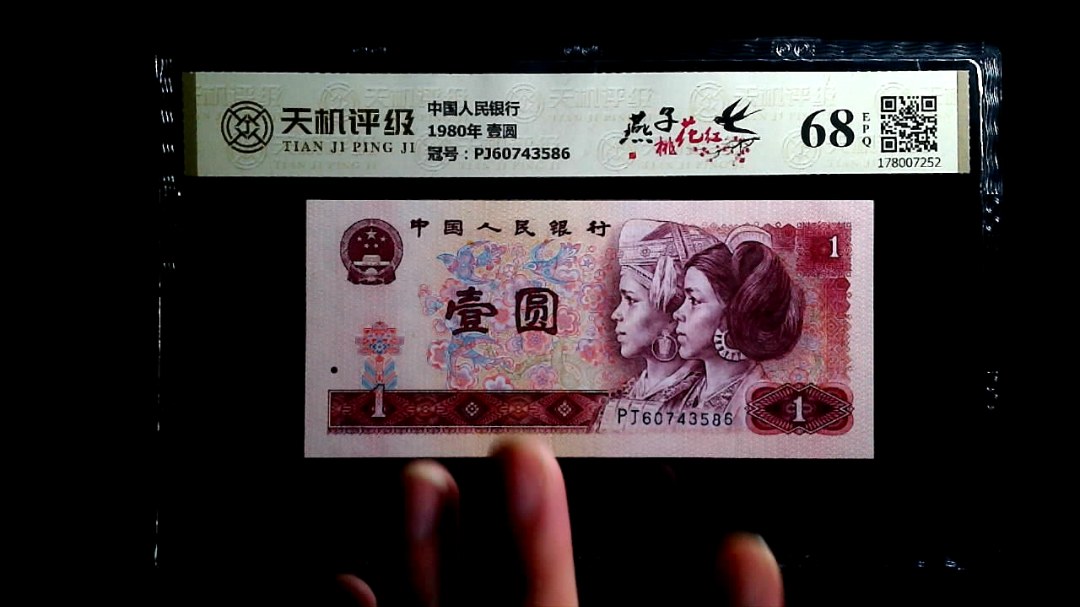 天机评级
TIAN JI PING JI
中国人民银行
1980年 壹圆
冠号：PJ60743586
燕子
桃花红
68
EPQ
178007252
中国人民银行
1
壹圆
1
PJ60743586
1